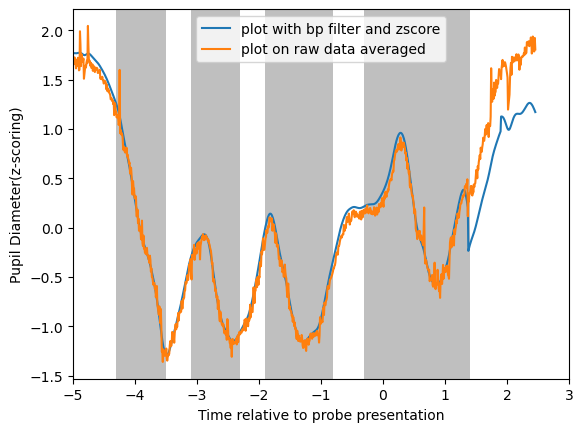 plot with bp filter and zscore
plot on raw data averaged
Pupil Diameter(z-scoring)
2.0
1.5
1.0
0.5
0.0
−0.5
−1.0
−1.5
−5 −4 −3 −2 −1 0 1 2 3
Time relative to probe presentation